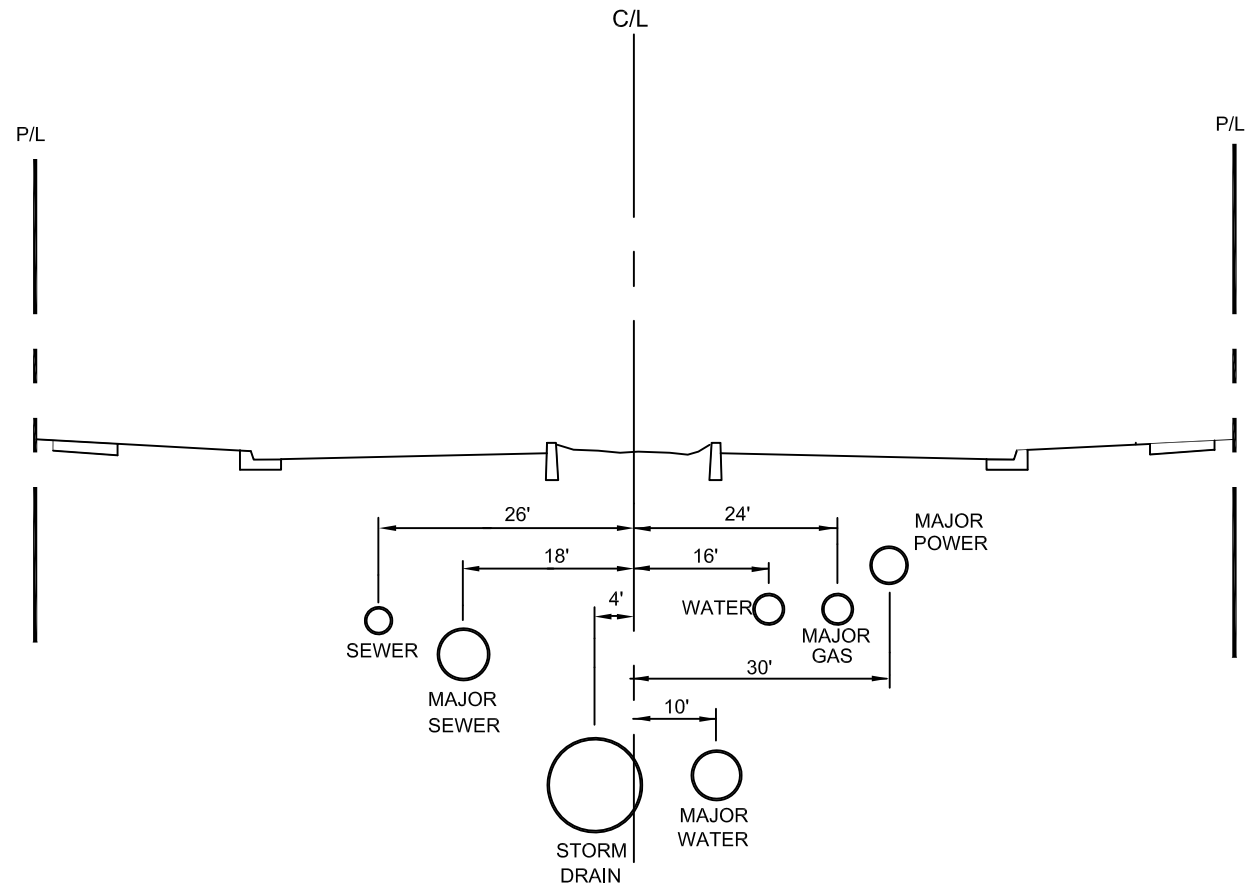 C/L
P/L
P/L
26'
24'
MAJOR
POWER
18'
16'
4'
WATER
SEWER
MAJOR
GAS
30'
MAJOR
SEWER
10'
MAJOR
WATER
STORM
DRAIN